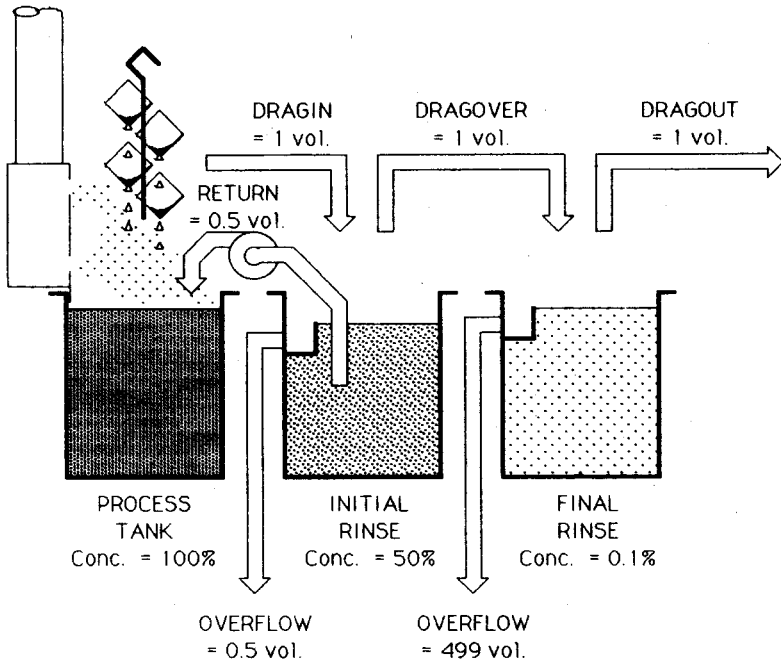 DRAGIN
= 1 vol.
DRAGOVER
= 1 vol.
DRAGOUT
= 1 vol.
RETURN
= 0.5 vol.
PROCESS
TANK
Conc. = 100%
INITIAL
RINSE
Conc. = 50%
FINAL
RINSE
Conc. = 0.1%
OVERFLOW
= 0.5 vol.
OVERFLOW
= 499 vol.